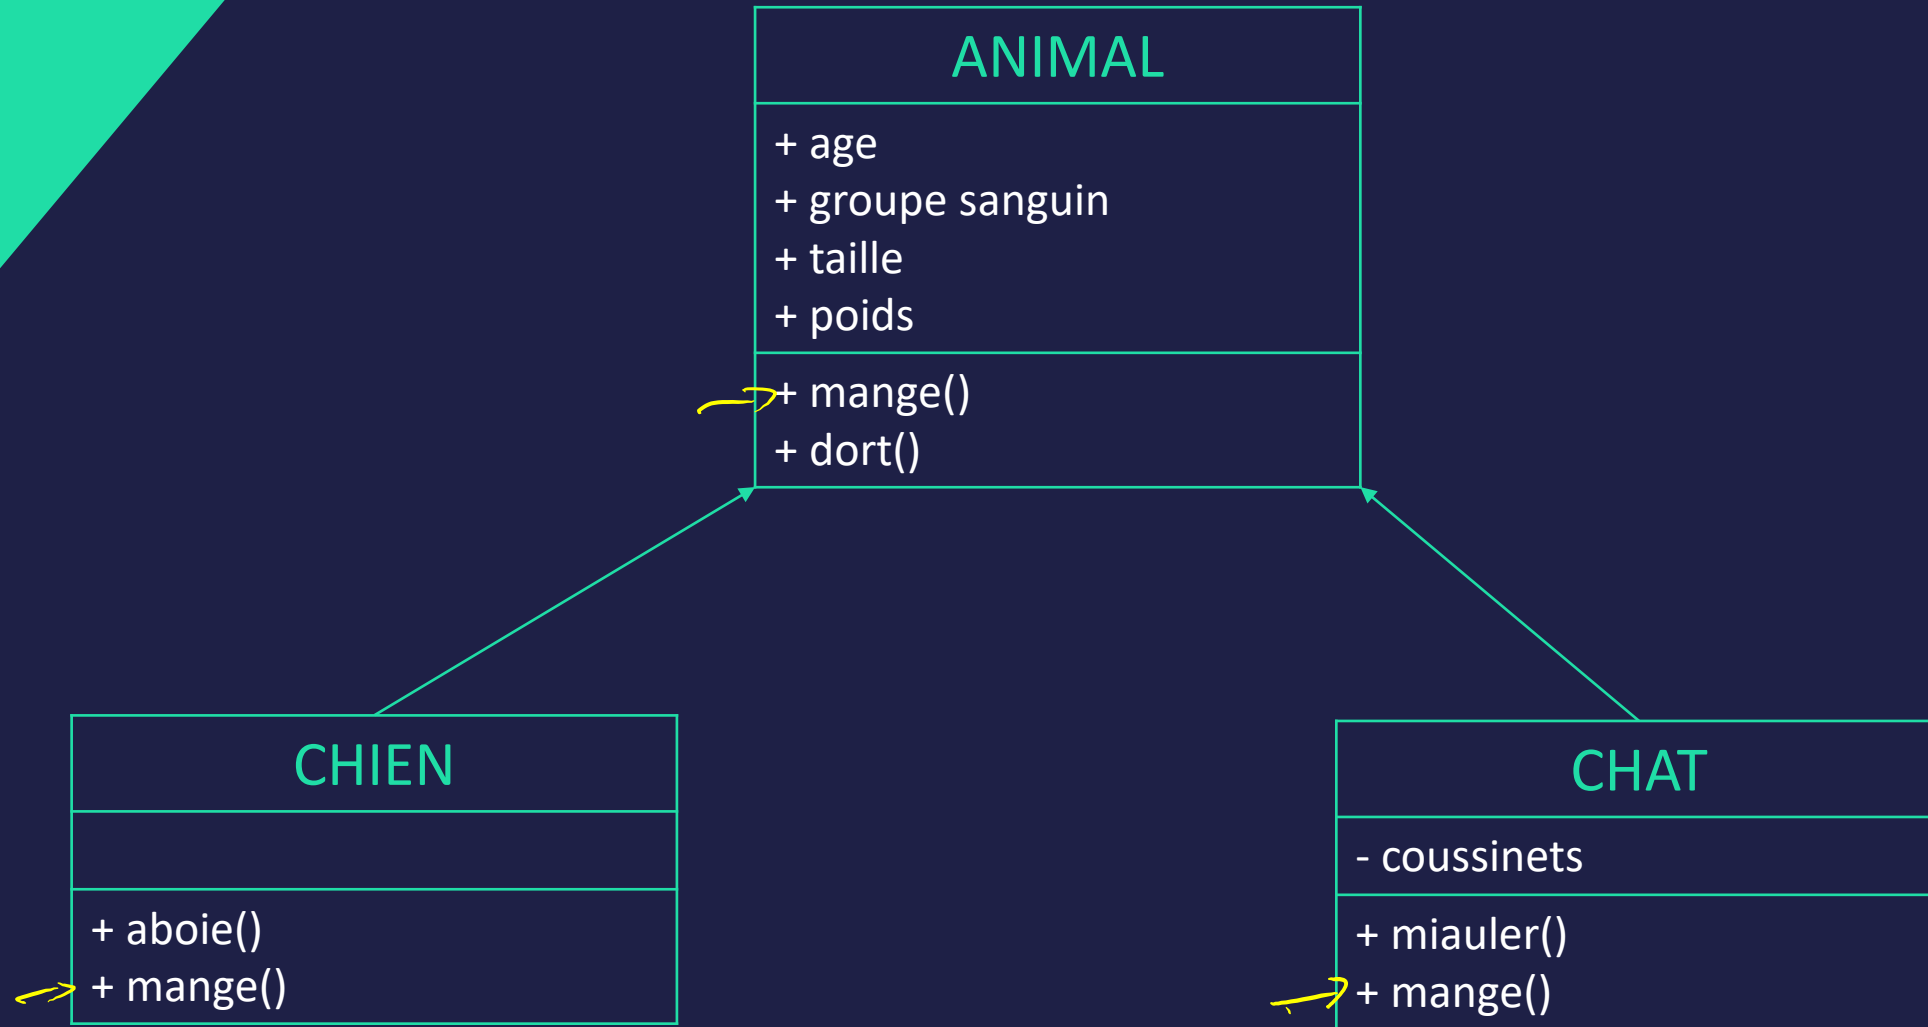 ANIMAL
+ age
+ groupe sanguin
+ taille
+ poids
+ mange()
+ dort()
CHIEN
+ aboie()
+ mange()
CHAT
- coussinets
+ miauler()
+ mange()